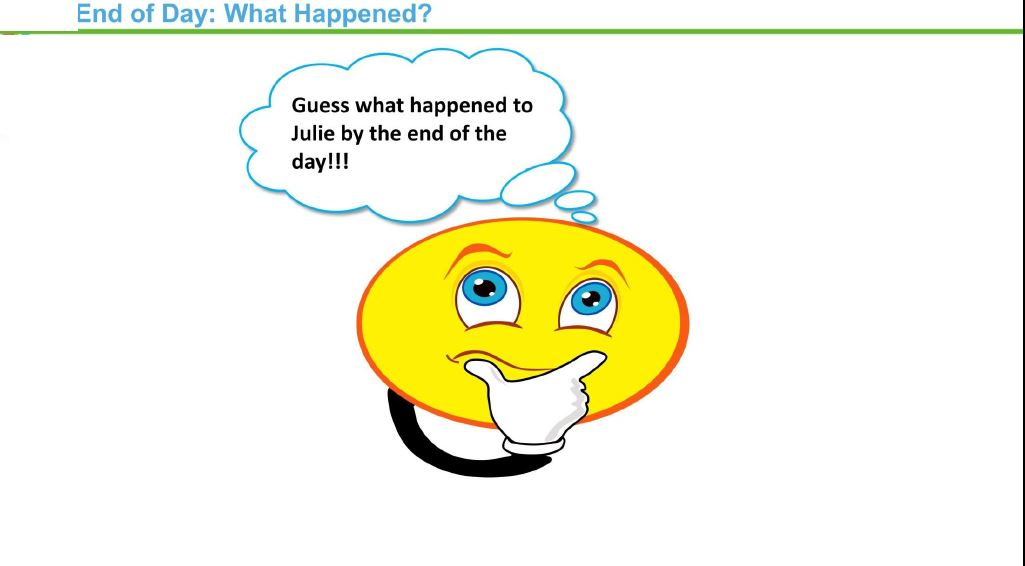 End of Day: What Happened?
Guess what happened to
Julie by the end of the
day!!!